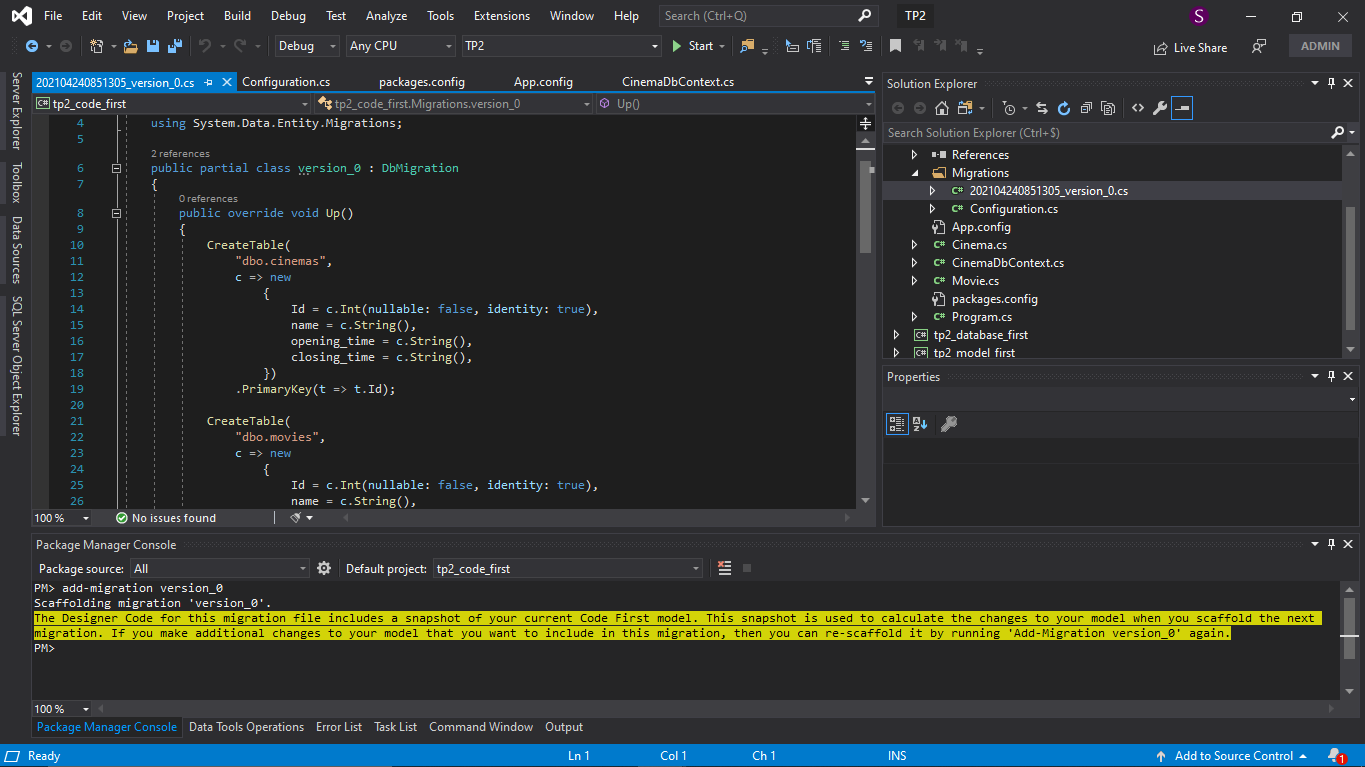 File Edit View Project Build Debug Test Analyze Tools Extensions Window Help Search (Ctrl+Q) TP2 S
Debug Any CPU TP2 Start Live Share ADMIN
Server Explorer
Toolbox
Data Sources
SQL Server Object Explorer
202104240851305_version_0.cs Configuration.cs packages.config App.config CinemaDbContext.cs
C# tp2_code_first tp2_code_first.Migrations.version_0 Up()
4 using System.Data.Entity.Migrations;
5
2 references
6 public partial class version_0 : DbMigration
7 {
0 references
8 public override void Up()
9 {
10 CreateTable(
11 "dbo.cinemas",
12 c => new
13 {
14 Id = c.Int(nullable: false, identity: true),
15 name = c.String(),
16 opening_time = c.String(),
17 closing_time = c.String(),
18 })
19 .PrimaryKey(t => t.Id);
20
21 CreateTable(
22 "dbo.movies",
23 c => new
24 {
25 Id = c.Int(nullable: false, identity: true),
26 name = c.String(),
100 % No issues found
Solution Explorer
Search Solution Explorer (Ctrl+$)
References
Migrations
C# 202104240851305_version_0.cs
C# Configuration.cs
App.config
C# Cinema.cs
C# CinemaDbContext.cs
C# Movie.cs
packages.config
C# Program.cs
C# tp2_database_first
C# tp2_model_first
Properties
Package Manager Console
Package source: All Default project: tp2_code_first
PM> add-migration version_0
Scaffolding migration 'version_0'.
The Designer Code for this migration file includes a snapshot of your current Code First model. This snapshot is used to calculate the changes to your model when you scaffold the next
migration. If you make additional changes to your model that you want to include in this migration, then you can re-scaffold it by running 'Add-Migration version_0' again.
PM>
100 %
Package Manager Console Data Tools Operations Error List Task List Command Window Output
Ready Ln 1 Col 1 Ch 1 INS Add to Source Control 1